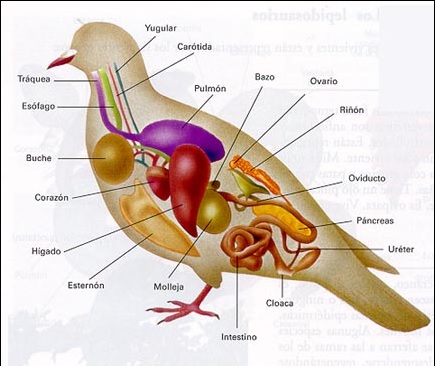 Los lepidosaurios
Yugular
Carótida
Tráquea
Esófago
Pulmón
Bazo
Ovario
Riñón
Buche
Corazón
Oviducto
Páncreas
Hígado
Uréter
Esternón
Molleja
Cloaca
Intestino